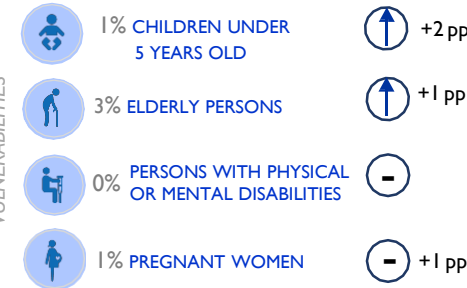 1% CHILDREN UNDER
5 YEARS OLD
+2 pp
3% ELDERLY PERSONS
+1 pp
0% PERSONS WITH PHYSICAL
OR MENTAL DISABILITIES
-
1% PREGNANT WOMEN
- +1 pp
VULNERABILITIES